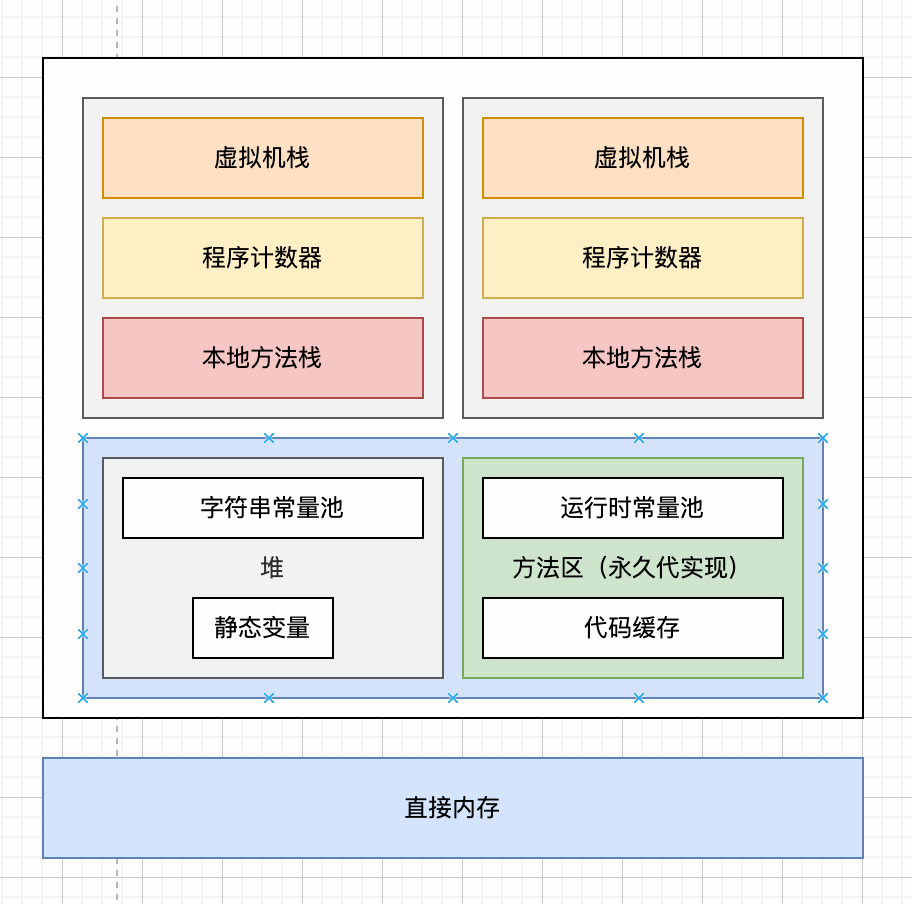 虚拟机栈
程序计数器
本地方法栈
虚拟机栈
程序计数器
本地方法栈
字符串常量池
堆
静态变量
运行时常量池
方法区（永久代实现）
代码缓存
直接内存